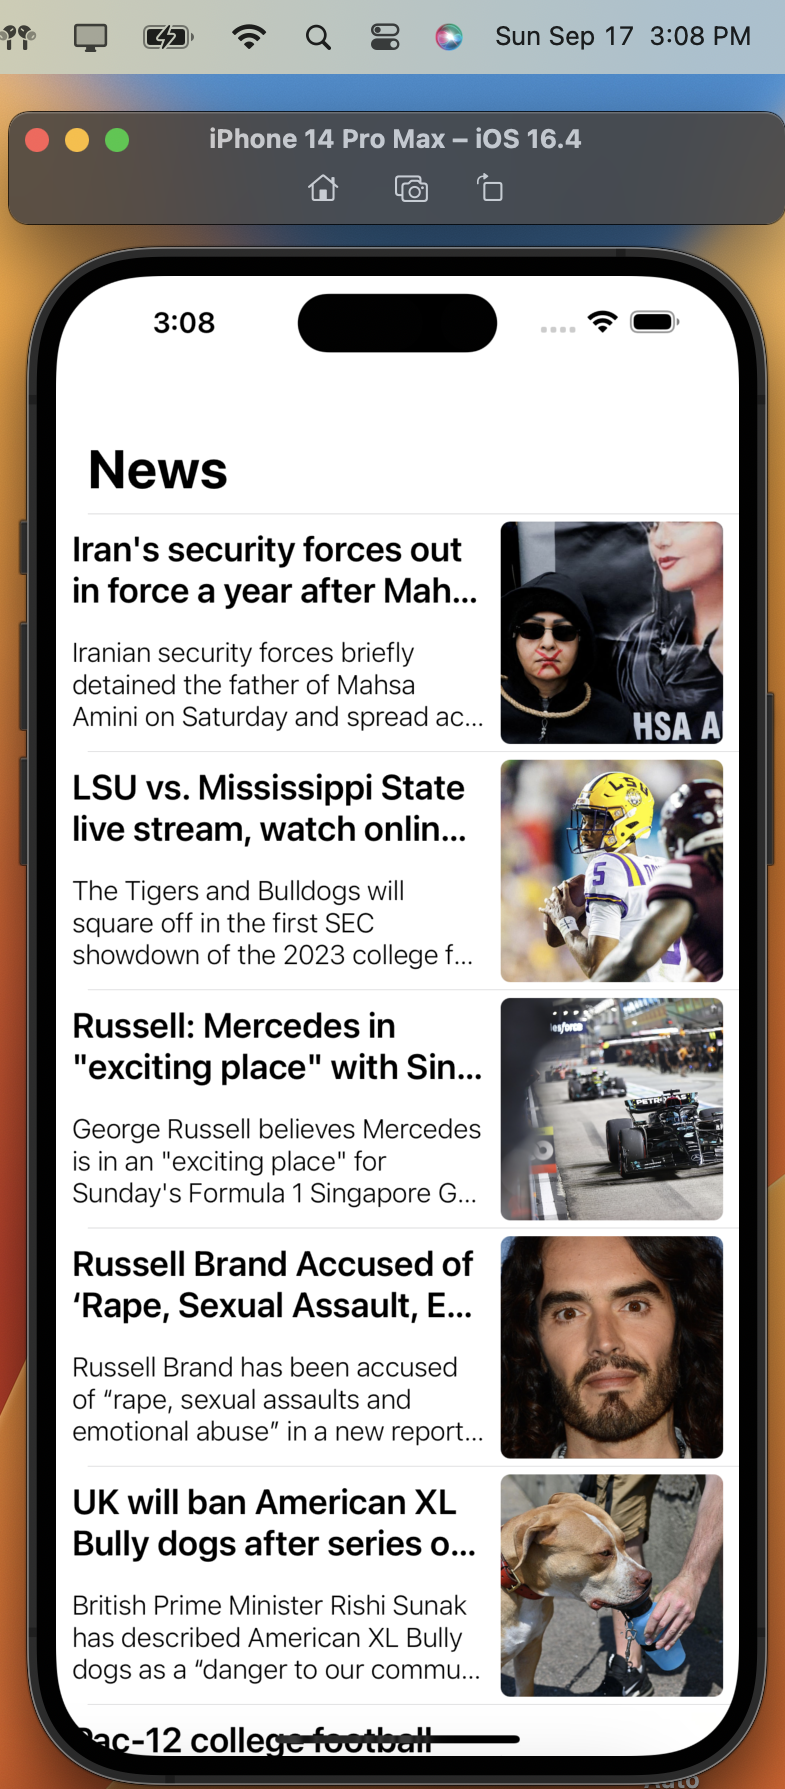 Sun Sep 17 3:08 PM
iPhone 14 Pro Max – iOS 16.4
3:08
News
Iran's security forces out
in force a year after Mah...
Iranian security forces briefly
detained the father of Mahsa
Amini on Saturday and spread ac...
HSA A
LSU vs. Mississippi State
live stream, watch onlin...
The Tigers and Bulldogs will
square off in the first SEC
showdown of the 2023 college f...
LSU
5
Russell: Mercedes in
"exciting place" with Sin...
George Russell believes Mercedes
is in an "exciting place" for
Sunday's Formula 1 Singapore G...
lesforce
PETRONAS
Russell Brand Accused of
‘Rape, Sexual Assault, E...
Russell Brand has been accused
of “rape, sexual assaults and
emotional abuse” in a new report...
UK will ban American XL
Bully dogs after series o...
British Prime Minister Rishi Sunak
has described American XL Bully
dogs as a “danger to our commu...
Pac-12 college football
Auto